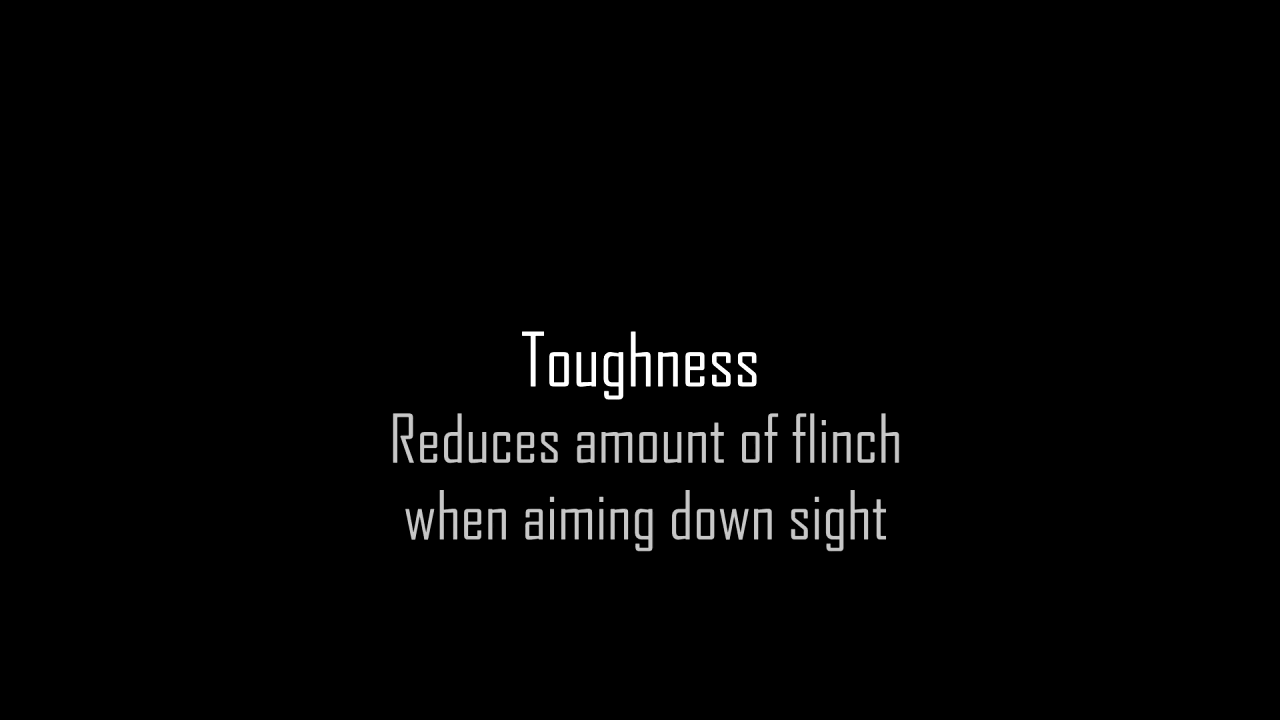 Toughness
Reduces amount of flinch
when aiming down sight